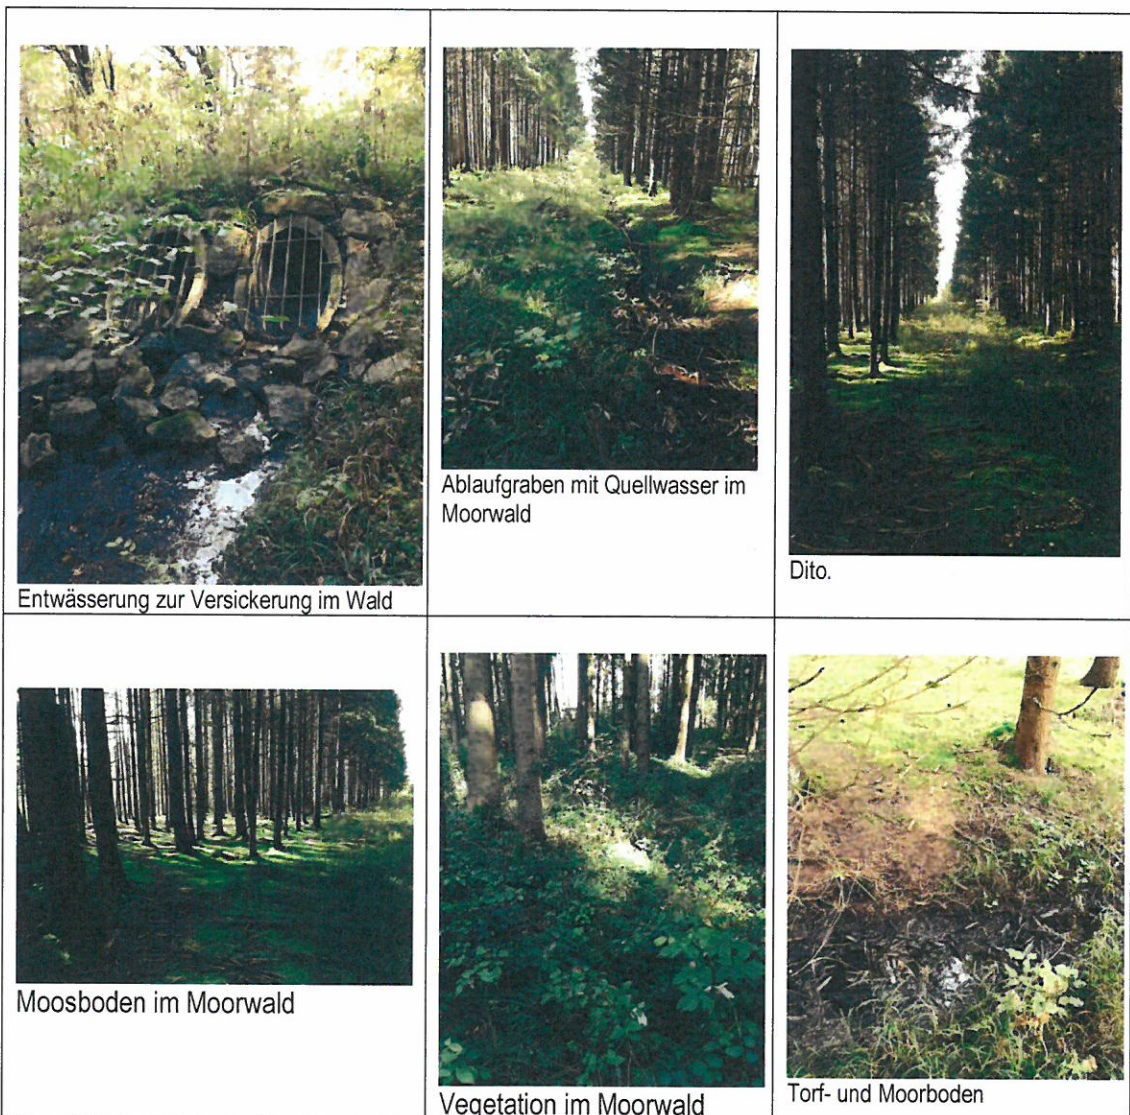 Entwässerung zur Versickerung im Wald
Ablaufgraben mit Quellwasser im
Moorwald
Dito.
Moosboden im Moorwald
Vegetation im Moorwald
Torf- und Moorboden